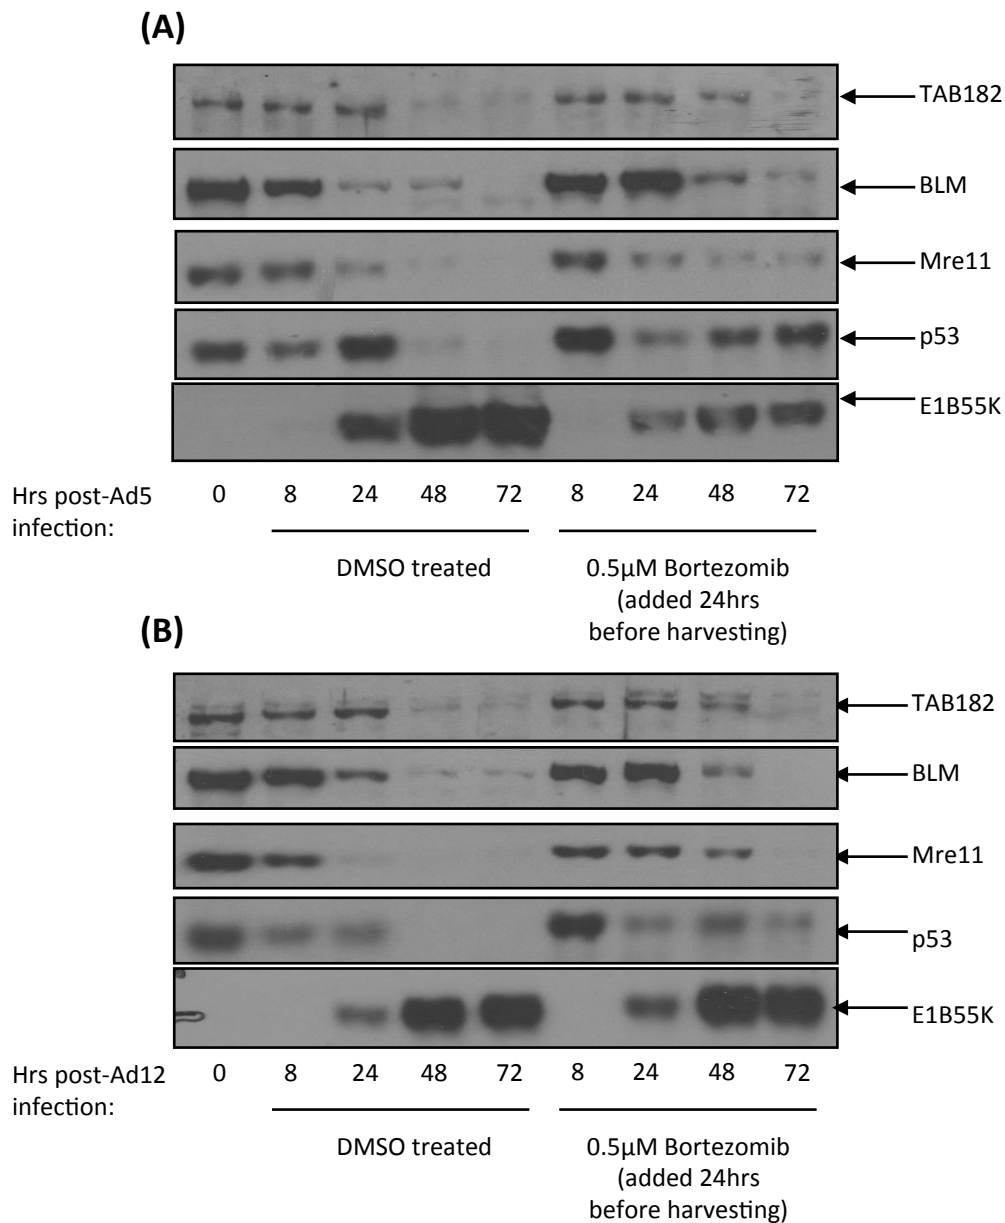 (A)
TAB182
BLM
Mre11
p53
E1B55K
Hrs post-Ad5 infection:
0 8 24 48 72 8 24 48 72
DMSO treated
0.5µM Bortezomib
(added 24hrs
before harvesting)
(B)
TAB182
BLM
Mre11
p53
E1B55K
Hrs post-Ad12 infection:
0 8 24 48 72 8 24 48 72
DMSO treated
0.5µM Bortezomib
(added 24hrs
before harvesting)